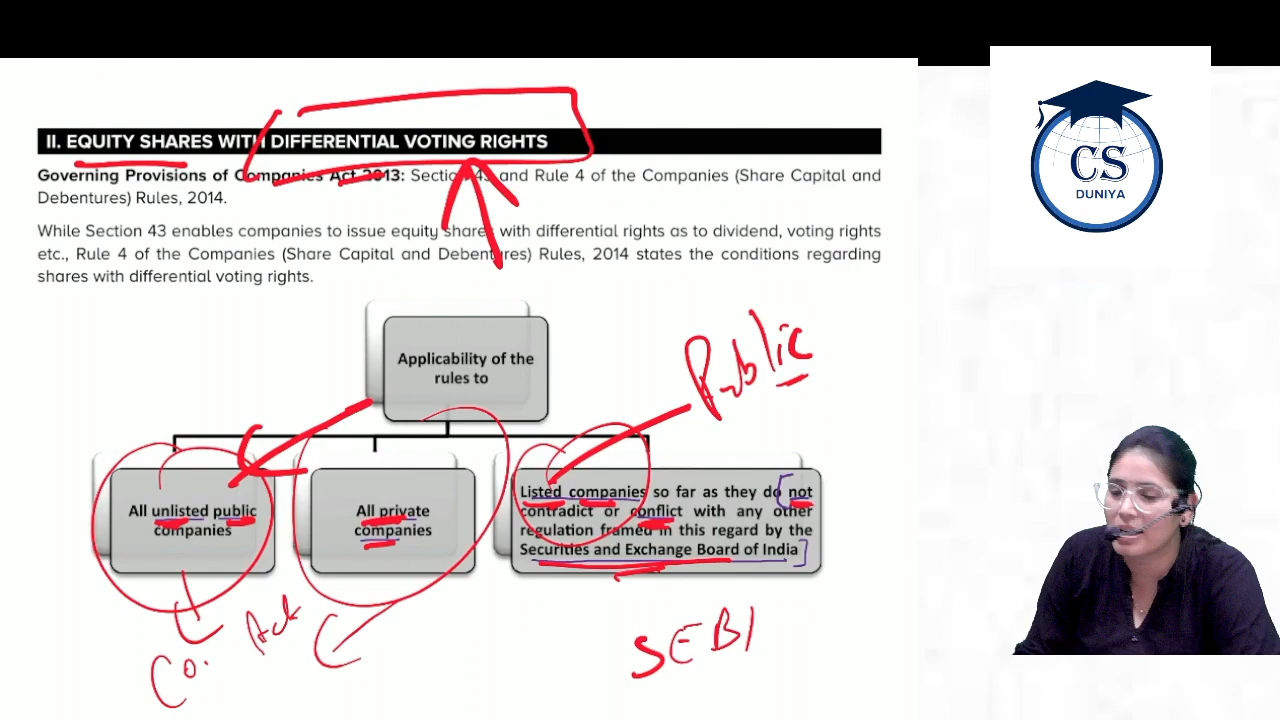 II. EQUITY SHARES WITH DIFFERENTIAL VOTING RIGHTS
Governing Provisions of Companies Act 2013: Section 43 and Rule 4 of the Companies (Share Capital and
Debentures) Rules, 2014.
While Section 43 enables companies to issue equity shares with differential rights as to dividend, voting rights
etc., Rule 4 of the Companies (Share Capital and Debentures) Rules, 2014 states the conditions regarding
shares with differential voting rights.
Applicability of the
rules to
Public
All unlisted public
companies
All private
companies
Listed companies so far as they do not
contradict or conflict with any other
regulation framed in this regard by the
Securities and Exchange Board of India
Co. Act
SEBI
CS
DUNIYA